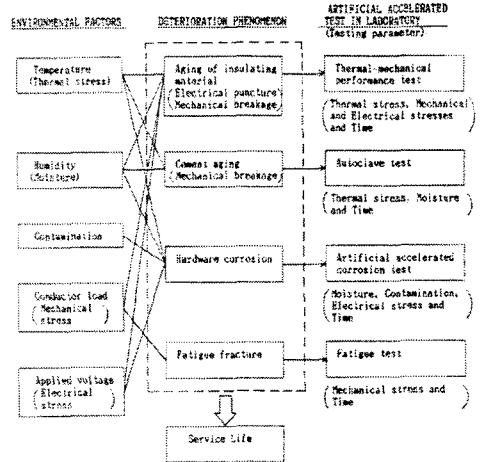 ENVIRONMENTAL FACTORS
DETERIORATION PHENOMENON
ARTIFICIAL ACCELERATED
TEST IN LABORATORY
(Testing parameter)
Temperature
(Thermal stress)
Aging of insulating
material
(Electrical puncture
Mechanical breakage)
Thermal-mechanical
performance test
(Thermal stress, Mechanical
and Electrical stresses
and Time)
Humidity
(Moisture)
Cement aging
(Mechanical breakage)
Autoclave test
(Thermal stress, Moisture
and Time)
Contamination
Hardware corrosion
Artificial accelerated
corrosion test
(Moisture, Contamination,
Electrical stress and
Time)
Conductor load
(Mechanical
stress)
Fatigue fracture
Fatigue test
(Mechanical stress and
Time)
Applied voltage
(Electrical
stress)
Service Life